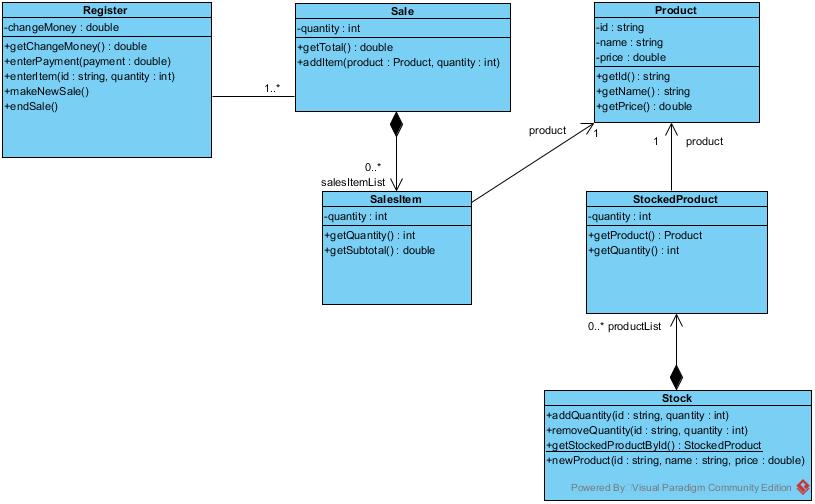 Register
-changeMoney : double
+getChangeMoney() : double
+enterPayment(payment : double)
+enterItem(id : string, quantity : int)
+makeNewSale()
+endSale()
1..*
Sale
-quantity : int
+getTotal() : double
+addItem(product : Product, quantity : int)
Product
-id : string
-name : string
-price : double
+getId() : string
+getName() : string
+getPrice() : double
product
1
1
product
0..*
salesItemList
SalesItem
-quantity : int
+getQuantity() : int
+getSubtotal() : double
StockedProduct
-quantity : int
+getProduct() : Product
+getQuantity() : int
0..* productList
Stock
+addQuantity(id : string, quantity : int)
+removeQuantity(id : string, quantity : int)
+getStockedProductById() : StockedProduct
+newProduct(id : string, name : string, price : double)
Powered By Visual Paradigm Community Edition